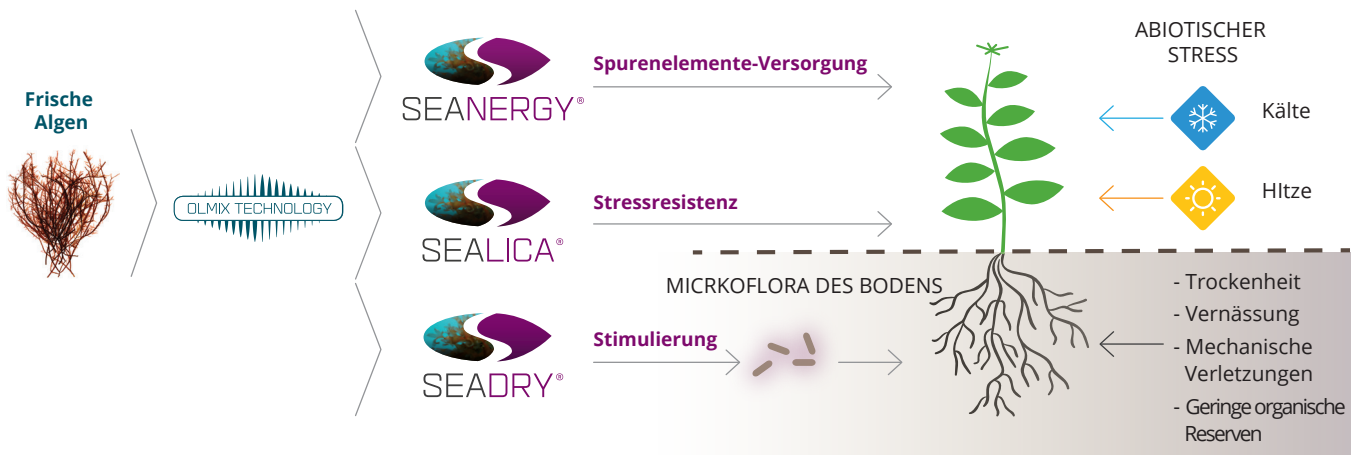 Frische
Algen
OLMIX TECHNOLOGY
SEANERGY®
Spurenelemente-Versorgung
SEALICA®
Stressresistenz
SEADRY®
Stimulierung
MICRKOFLORA DES BODENS
ABIOTISCHER
STRESS
Kälte
HItze
- Trockenheit
- Vernässung
- Mechanische
Verletzungen
- Geringe organische
Reserven